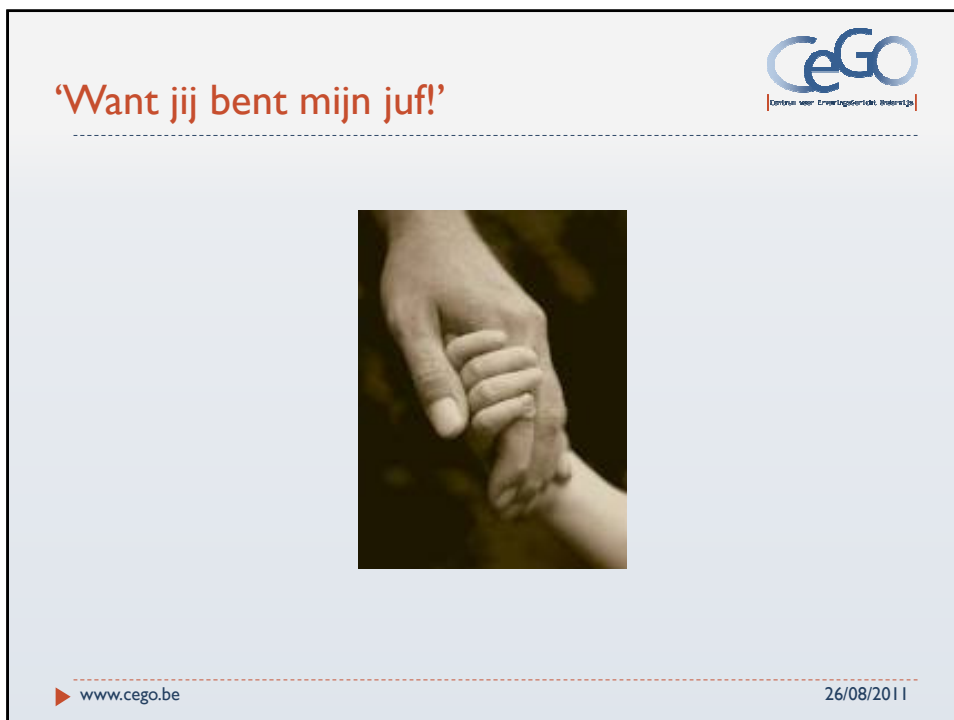 ‘Want jij bent mijn juf!’
CeGO
Centrum voor ErvaringsGericht Onderwijs
www.cego.be
26/08/2011